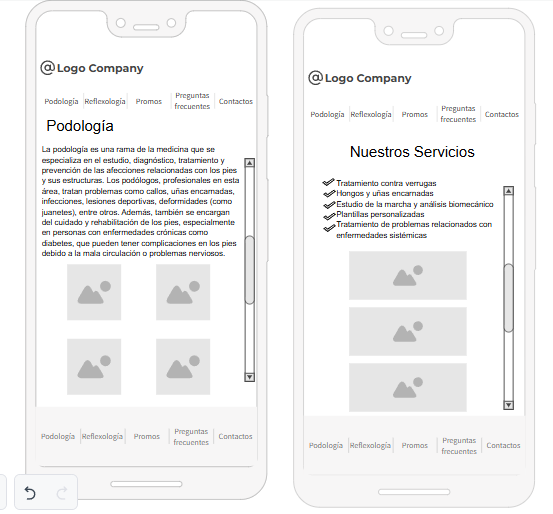 @ Logo Company
Podología Reflexología Promos Preguntas frecuentes Contactos
Podología
La podología es una rama de la medicina que se
especializa en el estudio, diagnóstico, tratamiento y
prevención de las afecciones relacionadas con los pies
y sus estructuras. Los podólogos, profesionales en esta
área, tratan problemas como callos, uñas encarnadas,
infecciones, lesiones deportivas, deformidades (como
juanetes), entre otros. Además, también se encargan
del cuidado y rehabilitación de los pies, especialmente
en personas con enfermedades crónicas como
diabetes, que pueden tener complicaciones en los pies
debido a la mala circulación o problemas nerviosos.
Podología Reflexología Promos Preguntas frecuentes Contactos
@ Logo Company
Podología Reflexología Promos Preguntas frecuentes Contactos
Nuestros Servicios
Tratamiento contra verrugas
Hongos y uñas encarnadas
Estudio de la marcha y análisis biomecánico
Plantillas personalizadas
Tratamiento de problemas relacionados con
enfermedades sistémicas
Podología Reflexología Promos Preguntas frecuentes Contactos